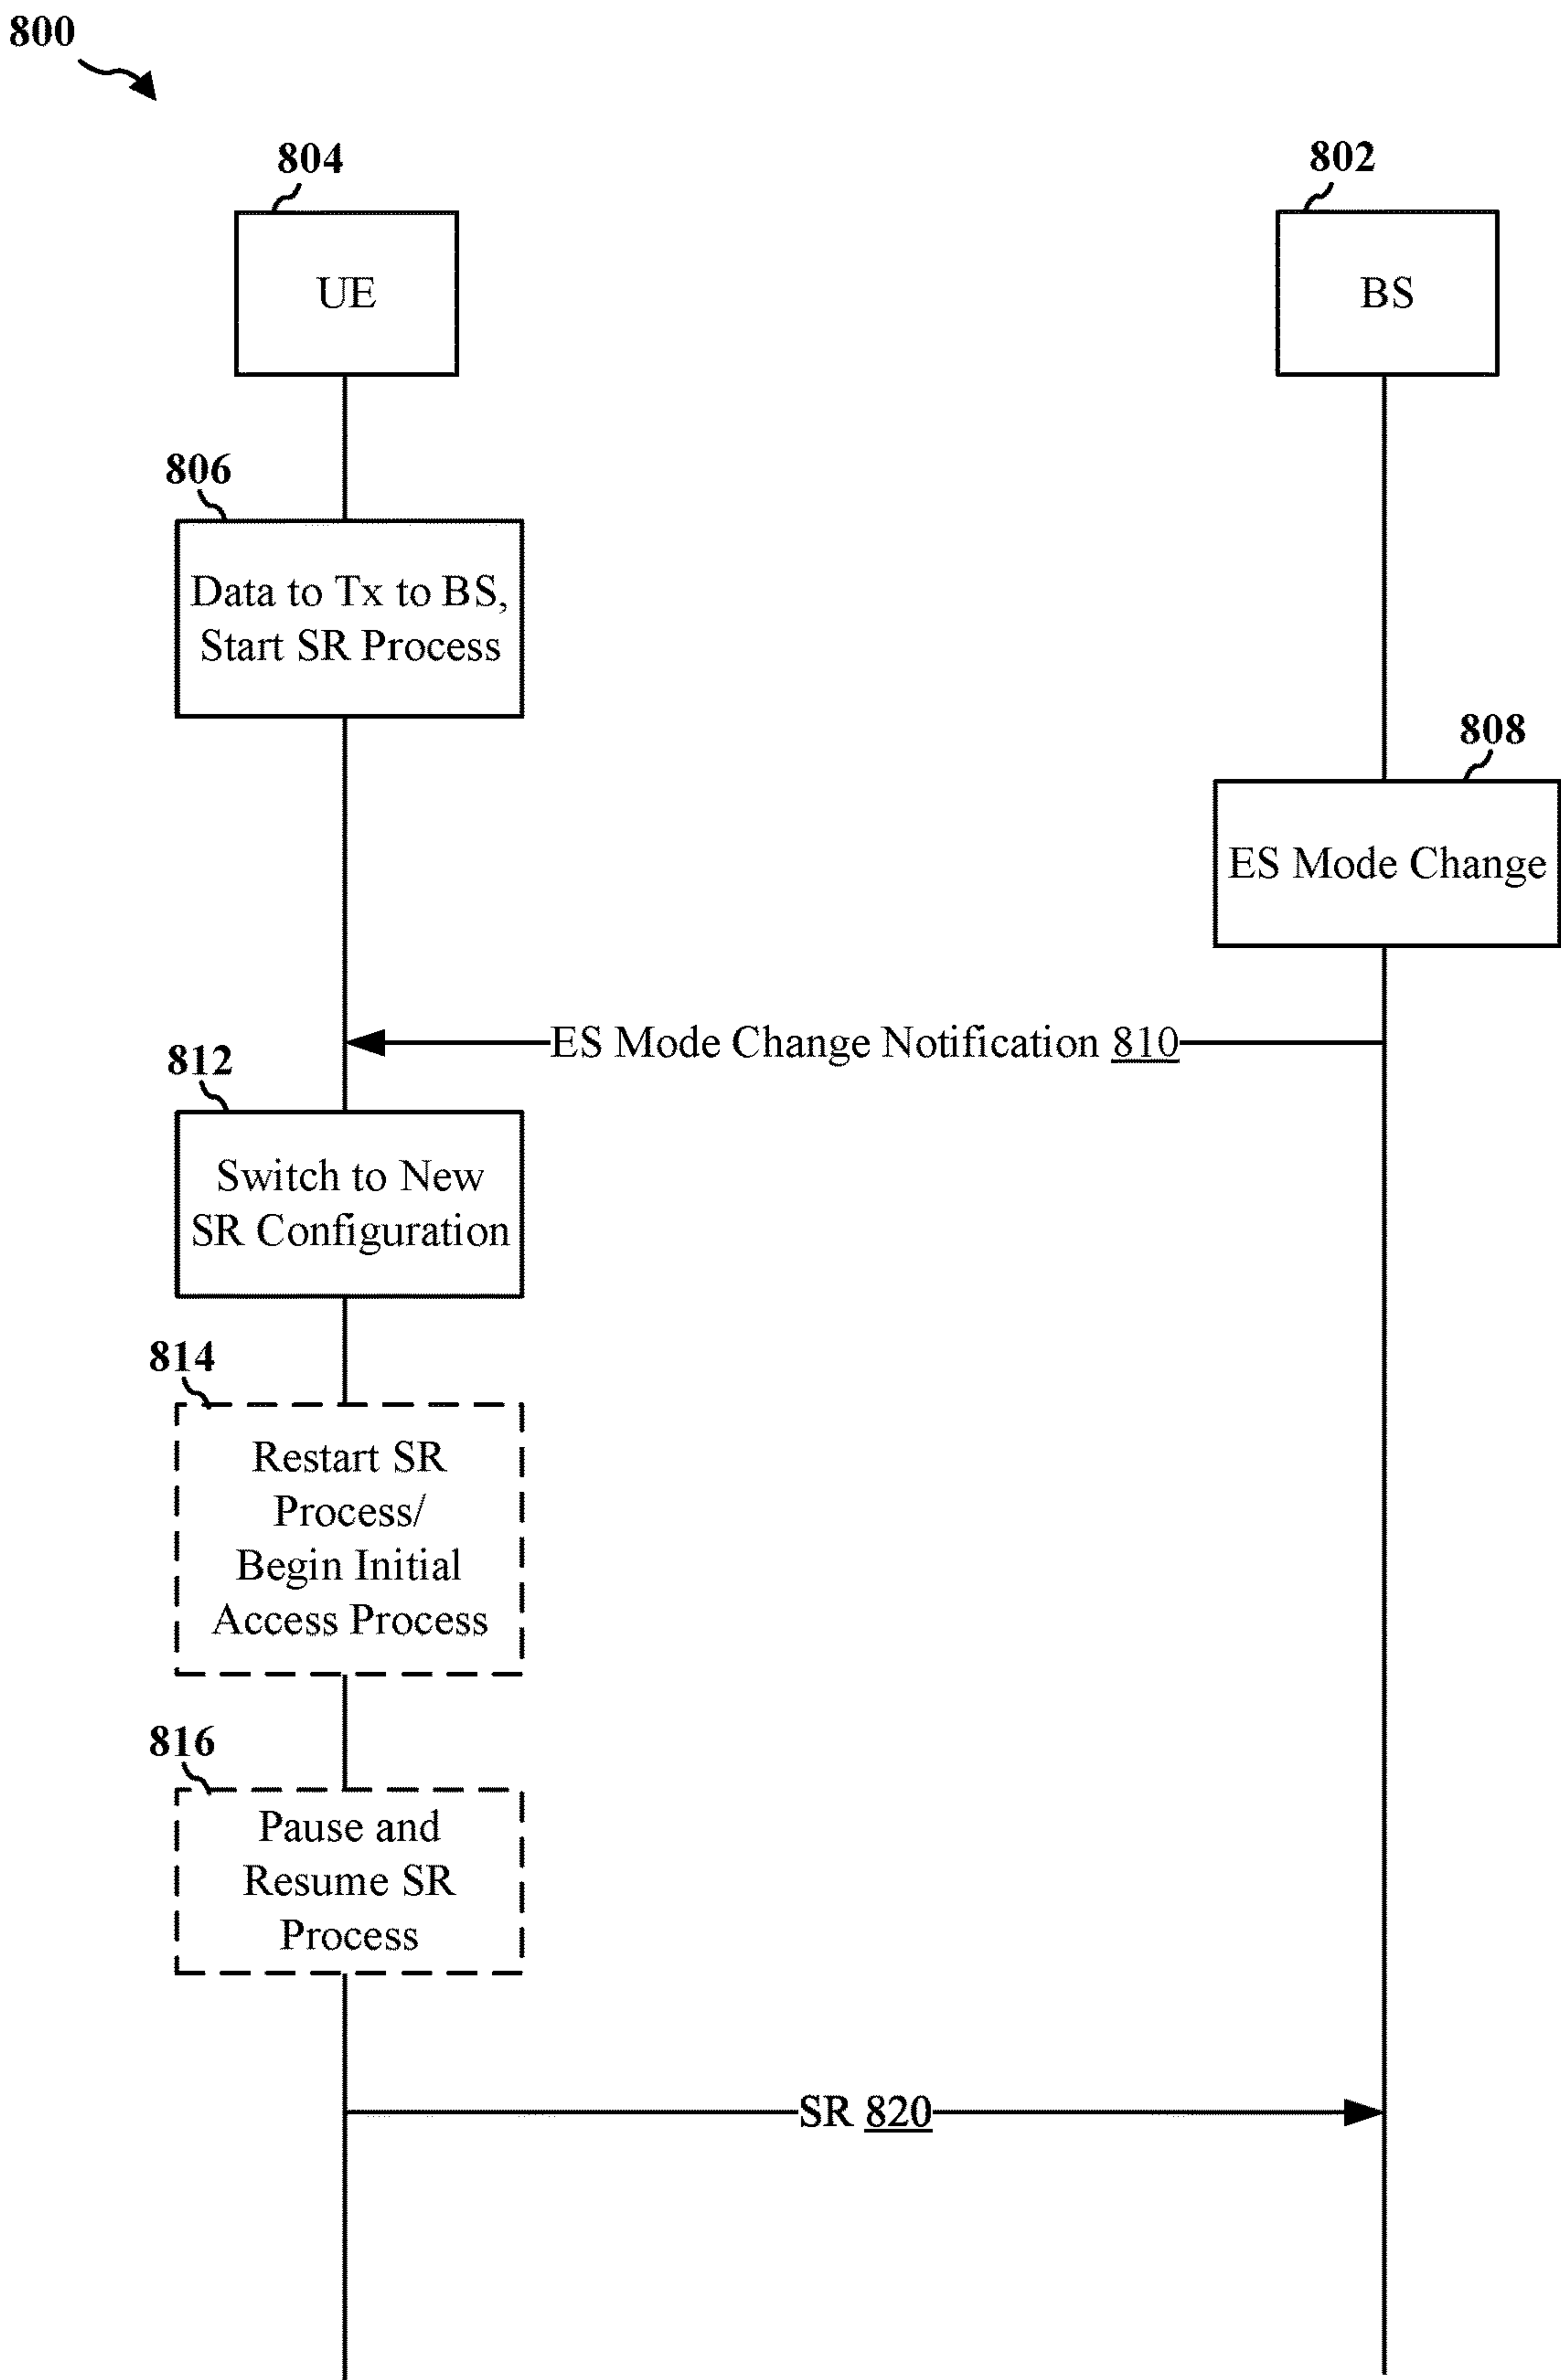 800
804
802
UE
BS
806
Data to Tx to BS,
Start SR Process
808
ES Mode Change
ES Mode Change Notification 810
812
Switch to New
SR Configuration
814
Restart SR
Process/
Begin Initial
Access Process
816
Pause and
Resume SR
Process
SR 820